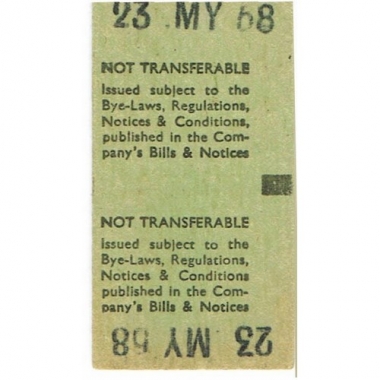 23 MY 68
NOT TRANSFERABLE
Issued subject to the
Bye-Laws, Regulations,
Notices & Conditions,
published in the Com-
pany's Bills & Notices
NOT TRANSFERABLE
Issued subject to the
Bye-Laws, Regulations,
Notices & Conditions
published in the Com-
pany's Bills & Notices
23 MY 68